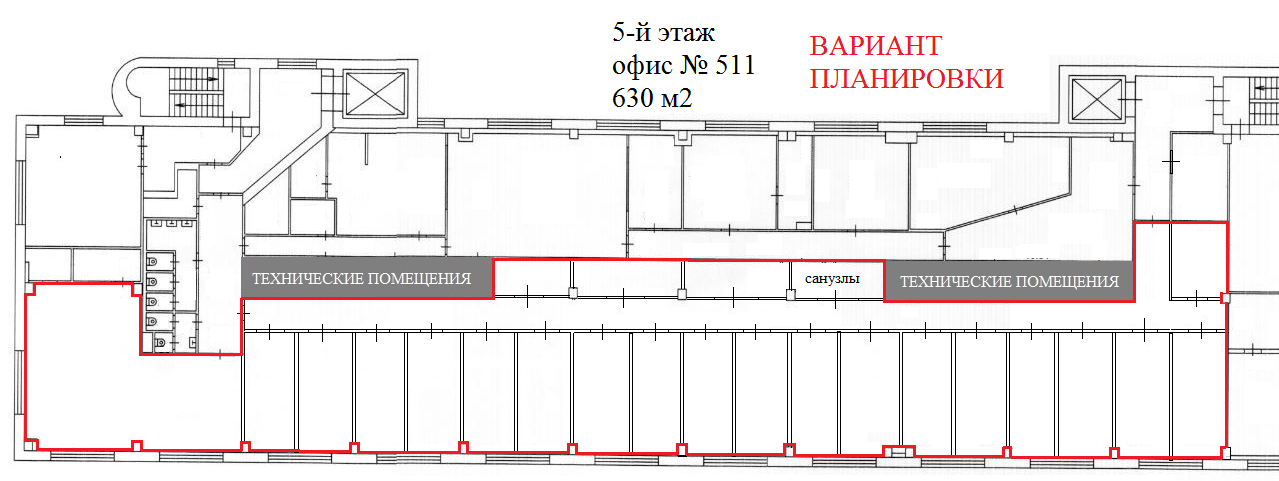 5-й этаж
офис № 511
630 м2
ВАРИАНТ
ПЛАНИРОВКИ
ТЕХНИЧЕСКИЕ ПОМЕЩЕНИЯ
санузлы
ТЕХНИЧЕСКИЕ ПОМЕЩЕНИЯ